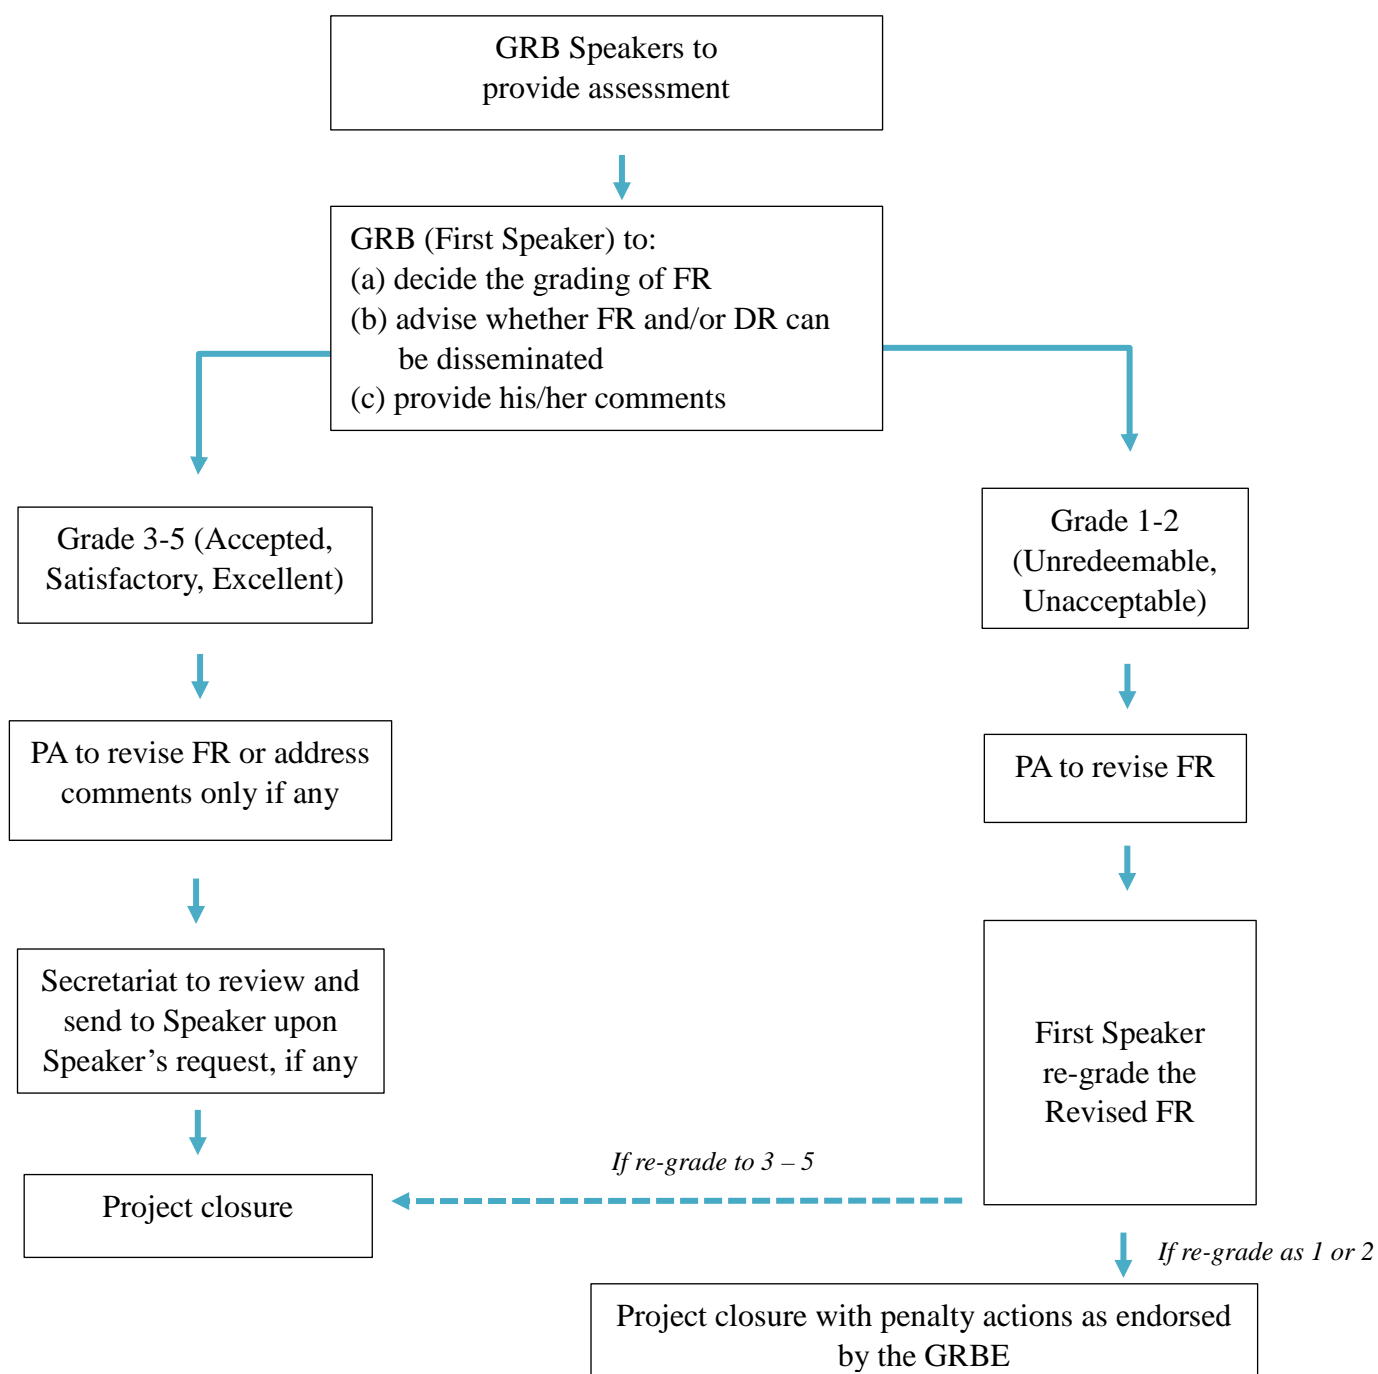 GRB Speakers to
provide assessment
GRB (First Speaker) to:
(a) decide the grading of FR
(b) advise whether FR and/or DR can
be disseminated
(c) provide his/her comments
Grade 3-5 (Accepted,
Satisfactory, Excellent)
Grade 1-2
(Unredeemable,
Unacceptable)
PA to revise FR or address
comments only if any
PA to revise FR
Secretariat to review and
send to Speaker upon
Speaker’s request, if any
First Speaker
re-grade the
Revised FR
If re-grade to 3 – 5
Project closure
If re-grade as 1 or 2
Project closure with penalty actions as endorsed
by the GRBE